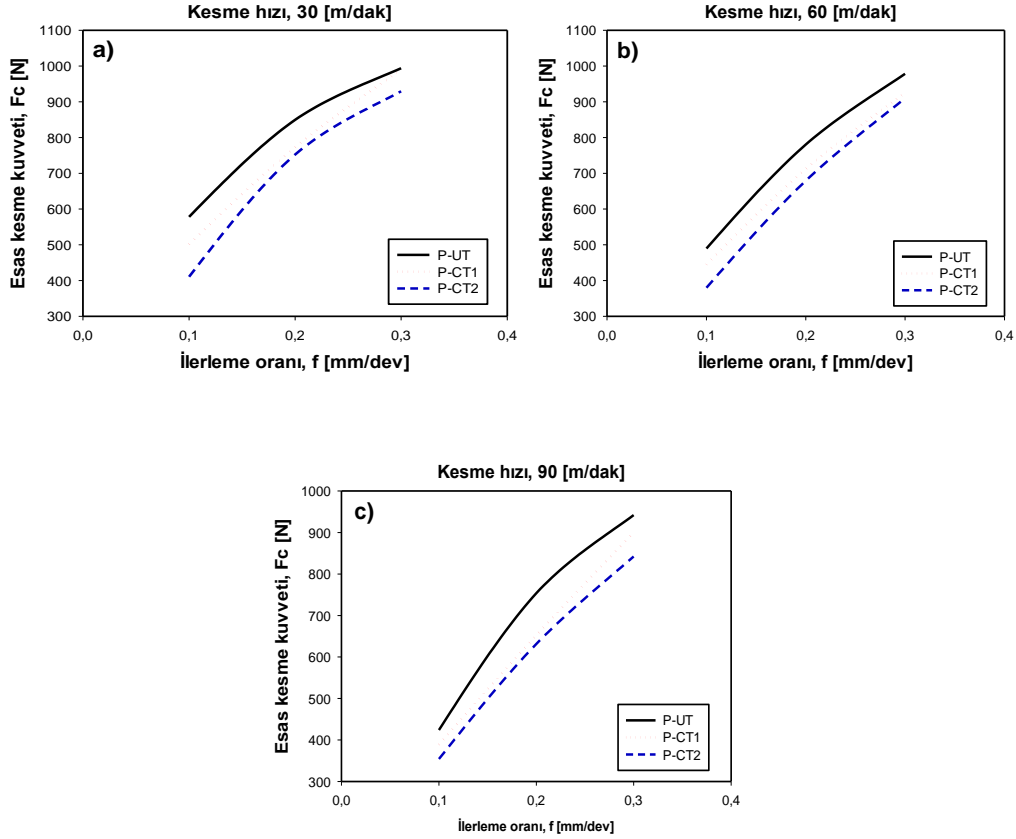 Kesme hızı, 30 [m/dak]
a)
Esas kesme kuvveti, Fc [N]
1100
1000
900
800
700
600
500
400
300
P-UT
P-CT1
P-CT2
0,0 0,1 0,2 0,3 0,4
İlerleme oranı, f [mm/dev]
Kesme hızı, 60 [m/dak]
b)
Esas kesme kuvveti, Fc [N]
1100
1000
900
800
700
600
500
400
300
P-UT
P-CT1
P-CT2
0,0 0,1 0,2 0,3 0,4
İlerleme oranı, f [mm/dev]
Kesme hızı, 90 [m/dak]
c)
Esas kesme kuvveti, Fc [N]
1000
900
800
700
600
500
400
300
P-UT
P-CT1
P-CT2
0,0 0,1 0,2 0,3 0,4
İlerleme oranı, f [mm/dev]